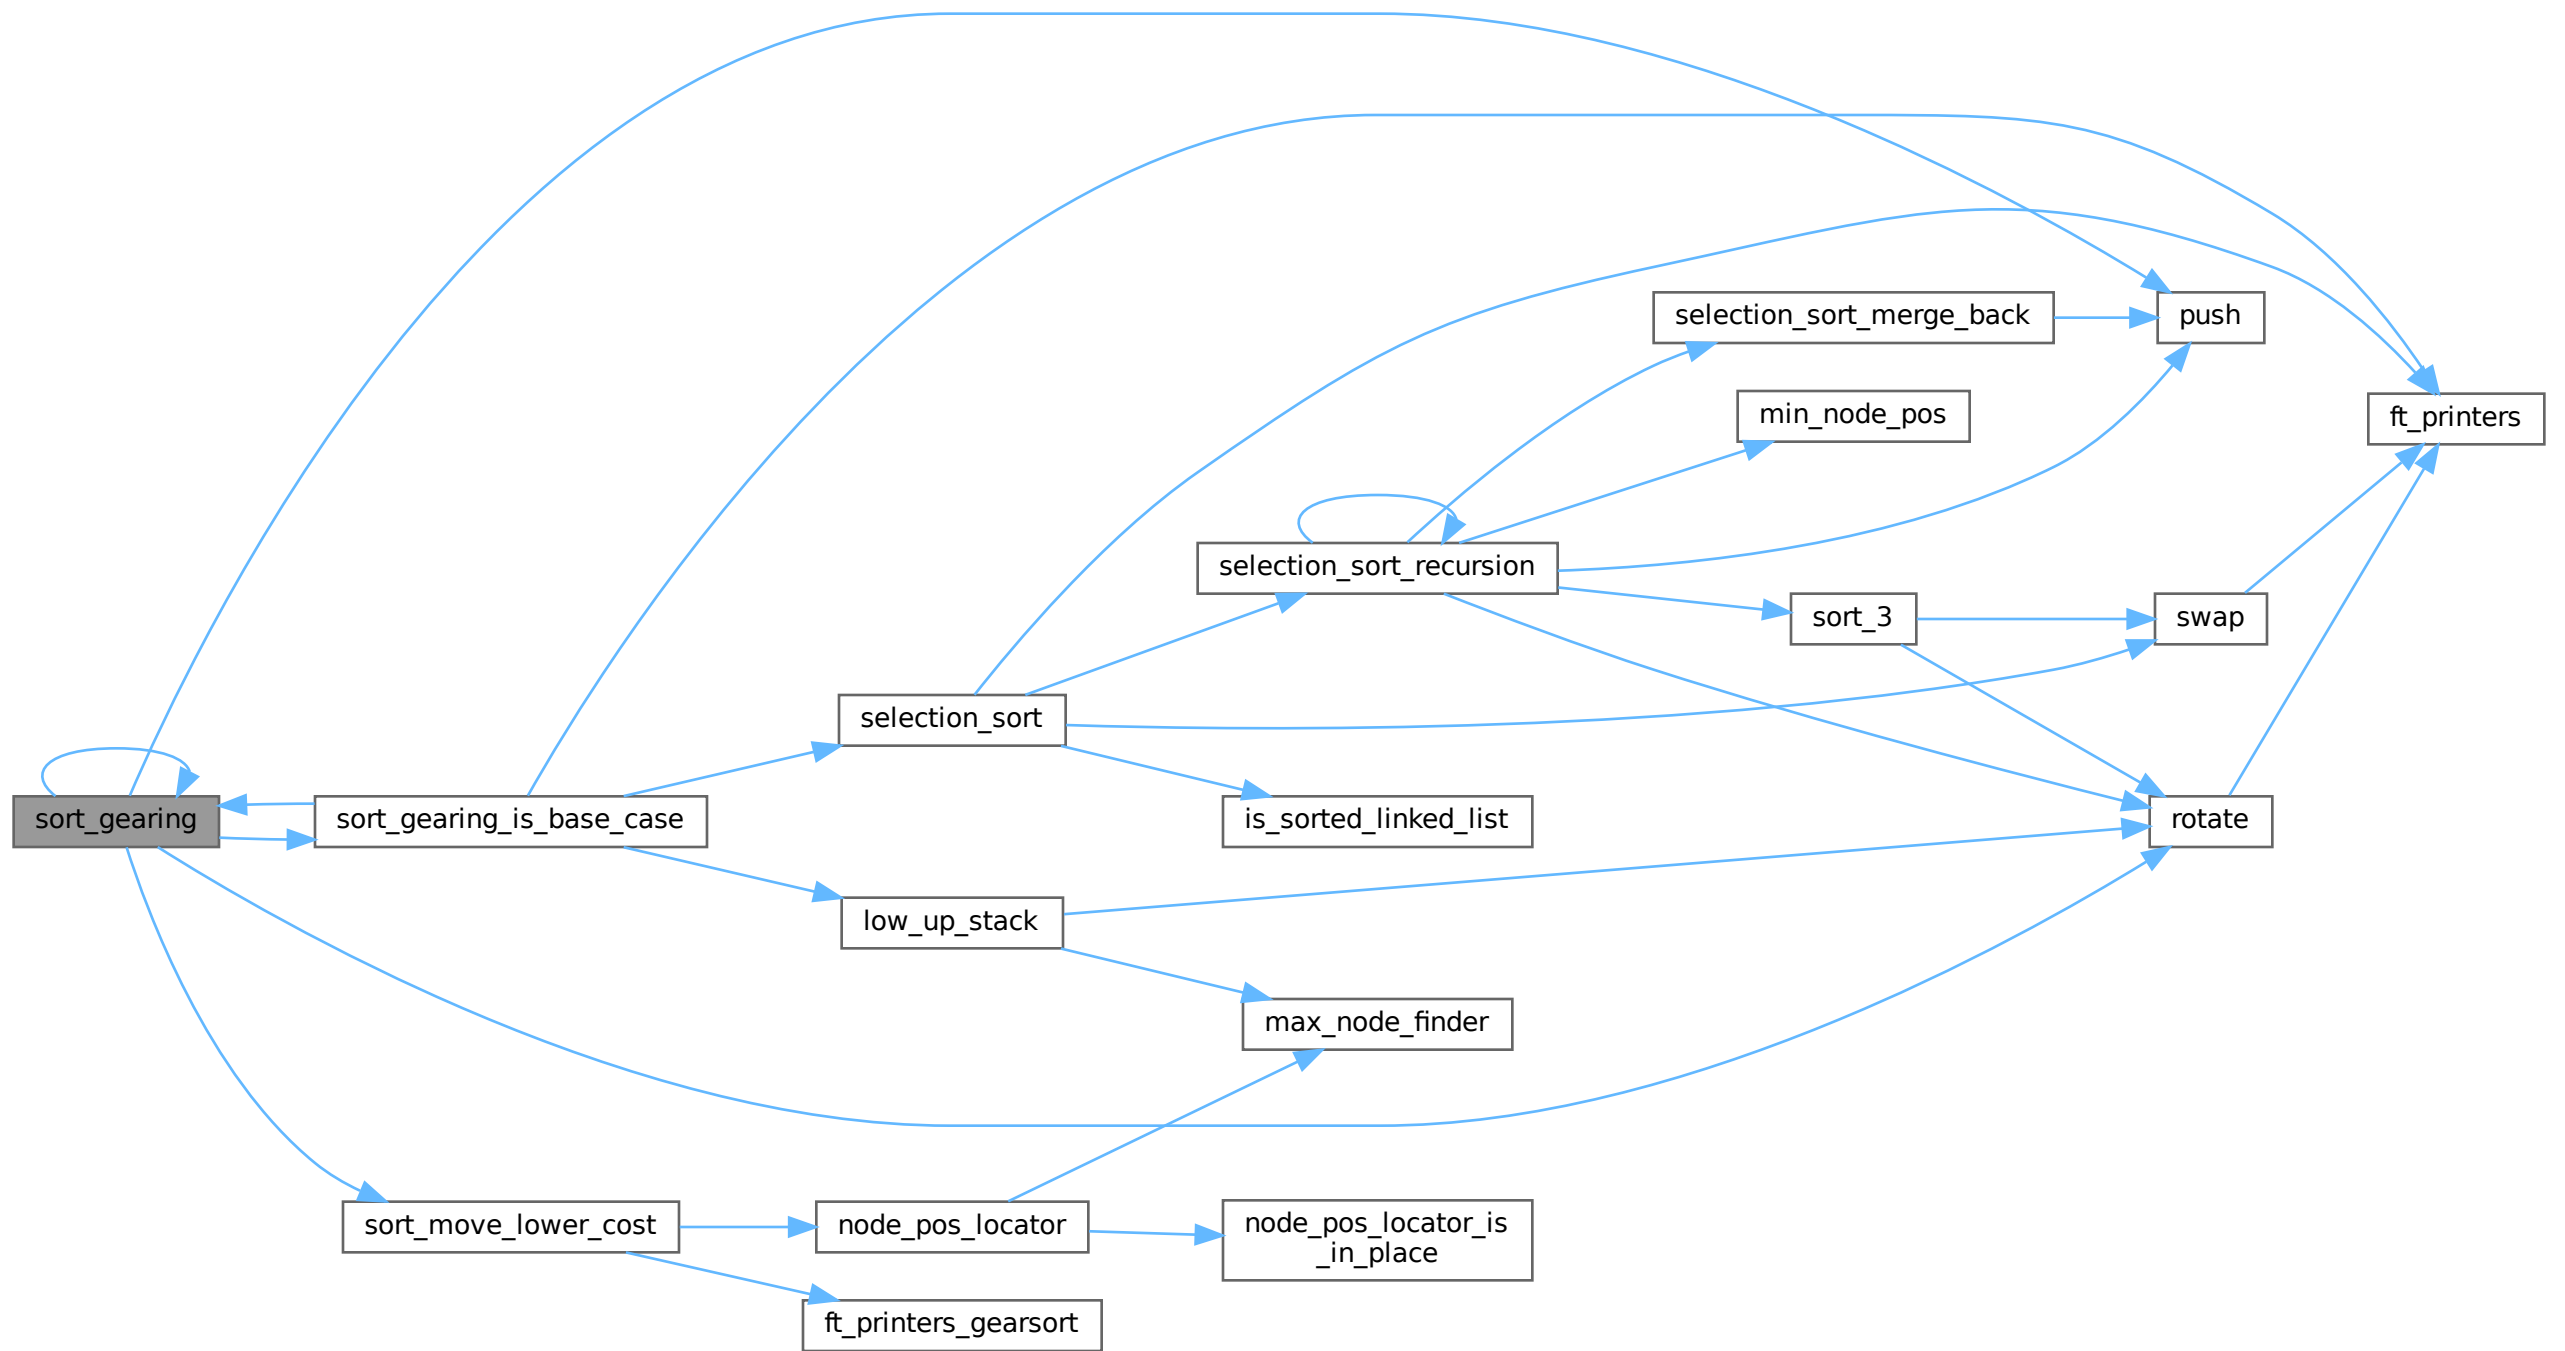 selection_sort_merge_back
push
min_node_pos
ft_printers
selection_sort_recursion
sort_3
swap
selection_sort
sort_gearing
sort_gearing_is_base_case
is_sorted_linked_list
rotate
low_up_stack
max_node_finder
sort_move_lower_cost
node_pos_locator
node_pos_locator_is
_in_place
ft_printers_gearsort